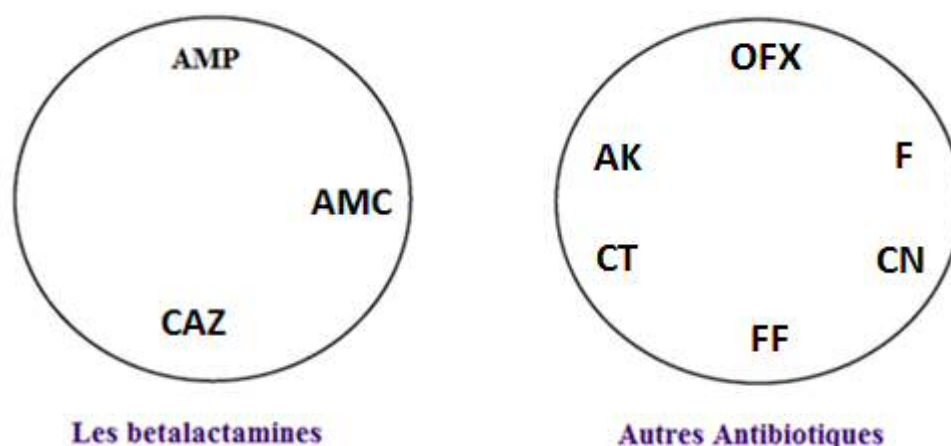 AMP
AMC
CAZ
Les betalactamines
OFX
AK
F
CT
CN
FF
Autres Antibiotiques